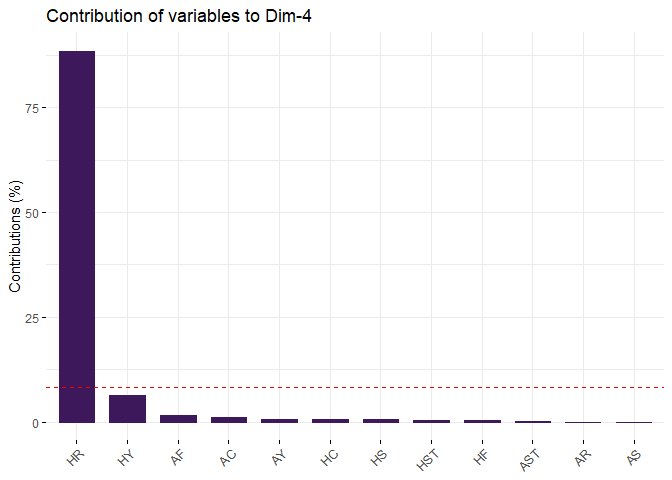 Contribution of variables to Dim-4
Contributions (%)
75
50
25
0
HR HY AF AC AY HC HS HST HF AST AR AS